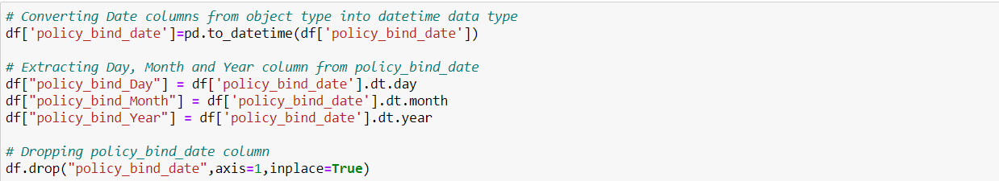 # Converting Date columns from object type into datetime data type
df['policy_bind_date']=pd.to_datetime(df['policy_bind_date'])
# Extracting Day, Month and Year column from policy_bind_date
df["policy_bind_Day"] = df['policy_bind_date'].dt.day
df["policy_bind_Month"] = df['policy_bind_date'].dt.month
df["policy_bind_Year"] = df['policy_bind_date'].dt.year
# Dropping policy_bind_date column
df.drop("policy_bind_date",axis=1,inplace=True)